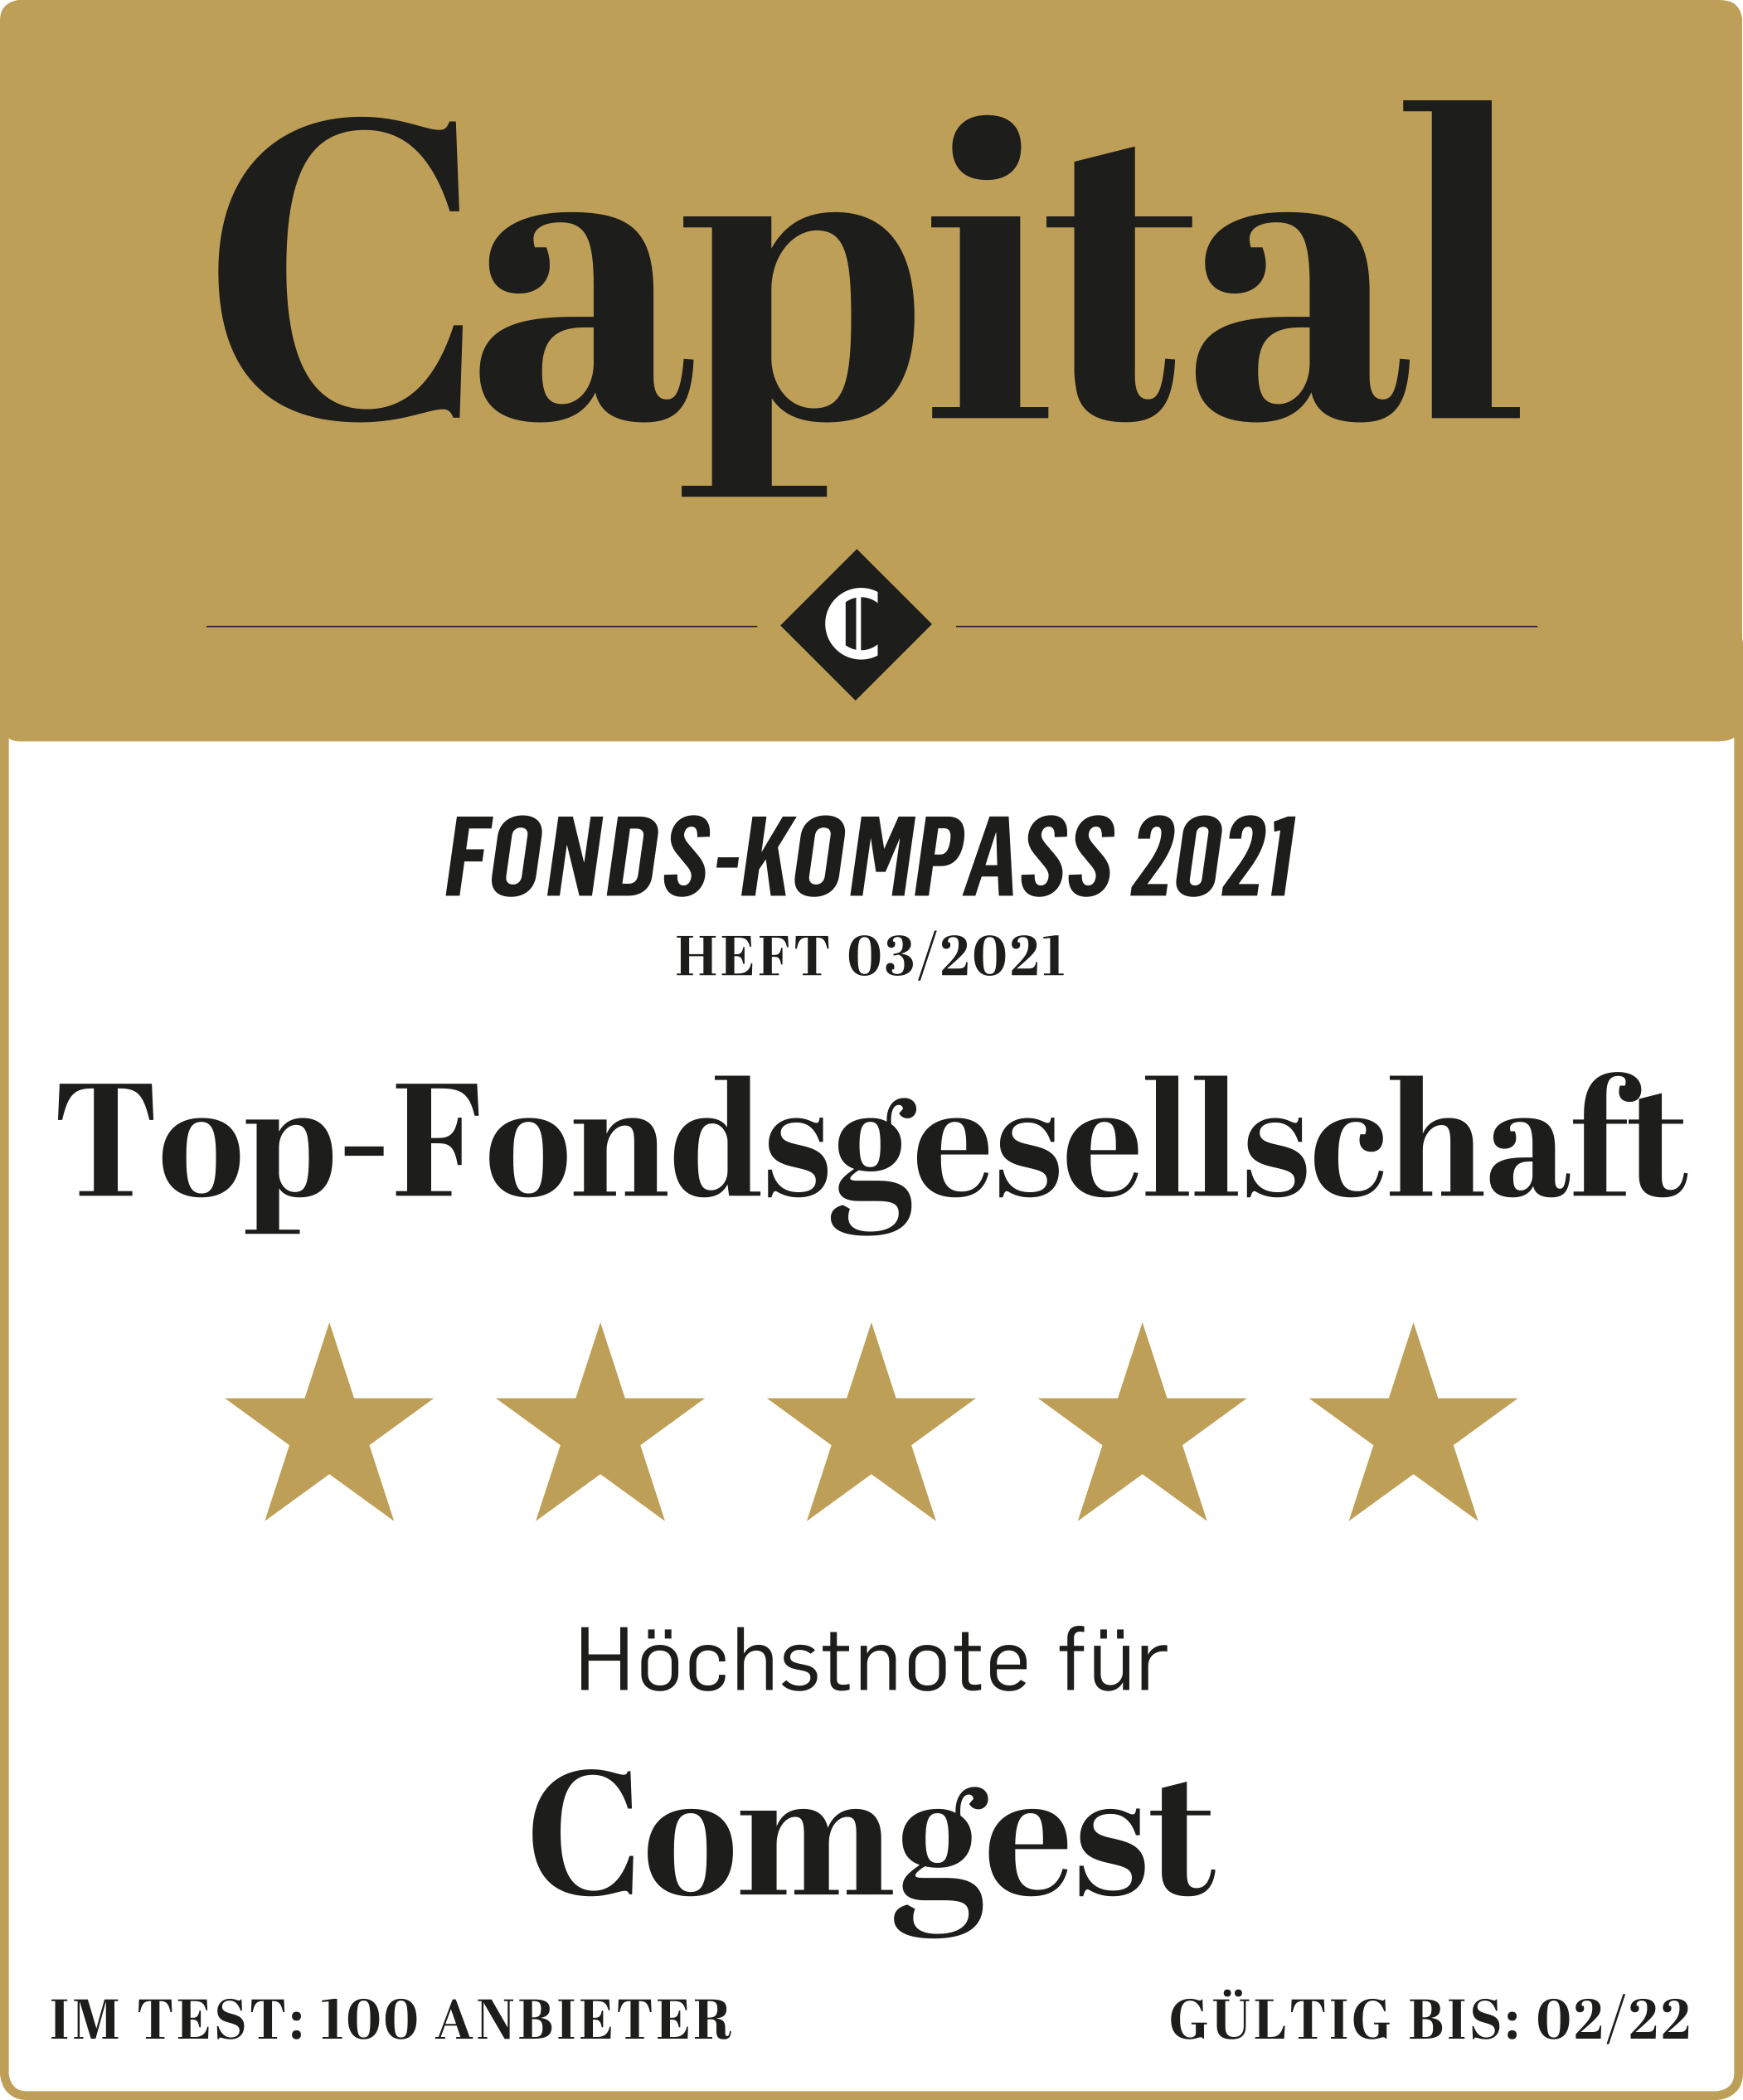 Capital
FONDS-KOMPASS 2021
HEFT 03/2021
Top-Fondsgesellschaft
Höchstnote für
Comgest
IM TEST: 100 ANBIETER
GÜLTIG BIS: 02/22